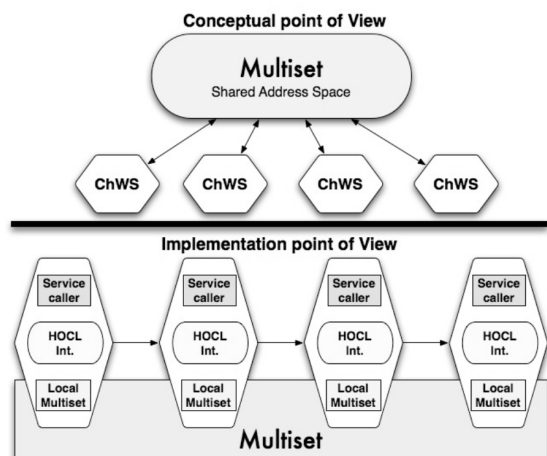 Conceptual point of View
Multiset
Shared Address Space
ChWS ChWS ChWS ChWS
Implementation point of View
Service Service Service Service
caller caller caller caller
HOCL HOCL HOCL HOCL
Int. Int. Int. Int.
Local Local Local Local
Multiset Multiset Multiset Multiset
Multiset